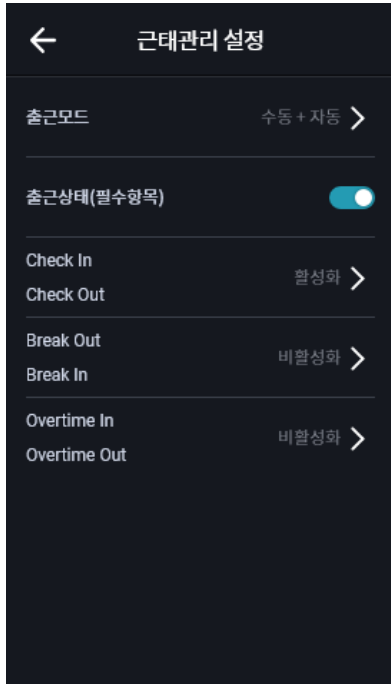 근태관리 설정
출근모드 수동 + 자동
출근상태(필수항목)
Check In
Check Out
활성화
Break Out
Break In
비활성화
Overtime In
Overtime Out
비활성화